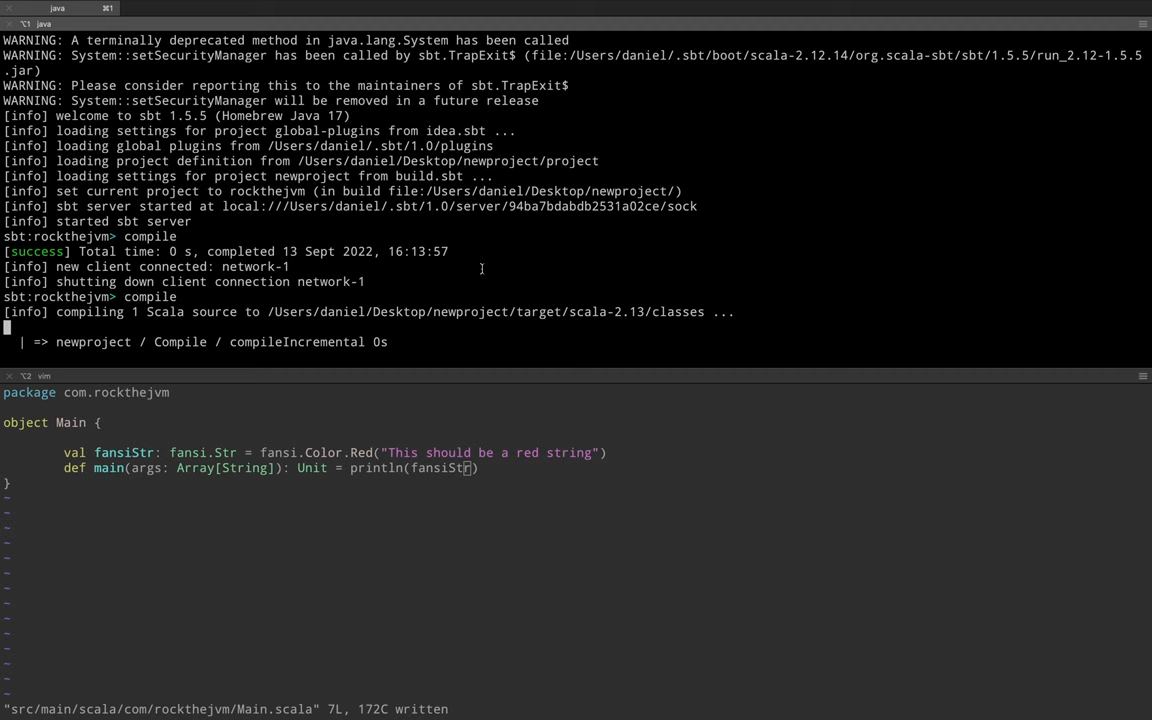 java ⌘1
⌥1 java
WARNING: A terminally deprecated method in java.lang.System has been called
WARNING: System::setSecurityManager has been called by sbt.TrapExit$ (file:/Users/daniel/.sbt/boot/scala-2.12.14/org.scala-sbt/sbt/1.5.5/run_2.12-1.5.5
.jar)
WARNING: Please consider reporting this to the maintainers of sbt.TrapExit$
WARNING: System::setSecurityManager will be removed in a future release
[info] welcome to sbt 1.5.5 (Homebrew Java 17)
[info] loading settings for project global-plugins from idea.sbt ...
[info] loading global plugins from /Users/daniel/.sbt/1.0/plugins
[info] loading project definition from /Users/daniel/Desktop/newproject/project
[info] loading settings for project newproject from build.sbt ...
[info] set current project to rockthejvm (in build file:/Users/daniel/Desktop/newproject/)
[info] sbt server started at local:///Users/daniel/.sbt/1.0/server/94ba7bdabdb2531a02ce/sock
[info] started sbt server
sbt:rockthejvm> compile
[success] Total time: 0 s, completed 13 Sept 2022, 16:13:57
[info] new client connected: network-1
[info] shutting down client connection network-1
sbt:rockthejvm> compile
[info] compiling 1 Scala source to /Users/daniel/Desktop/newproject/target/scala-2.13/classes ...
| => newproject / Compile / compileIncremental 0s
⌥2 vim
package com.rockthejvm
object Main {
val fansiStr: fansi.Str = fansi.Color.Red("This should be a red string")
def main(args: Array[String]): Unit = println(fansiStr)
}
~
~
~
~
~
~
~
~
~
~
~
~
~
~
"src/main/scala/com/rockthejvm/Main.scala" 7L, 172C written